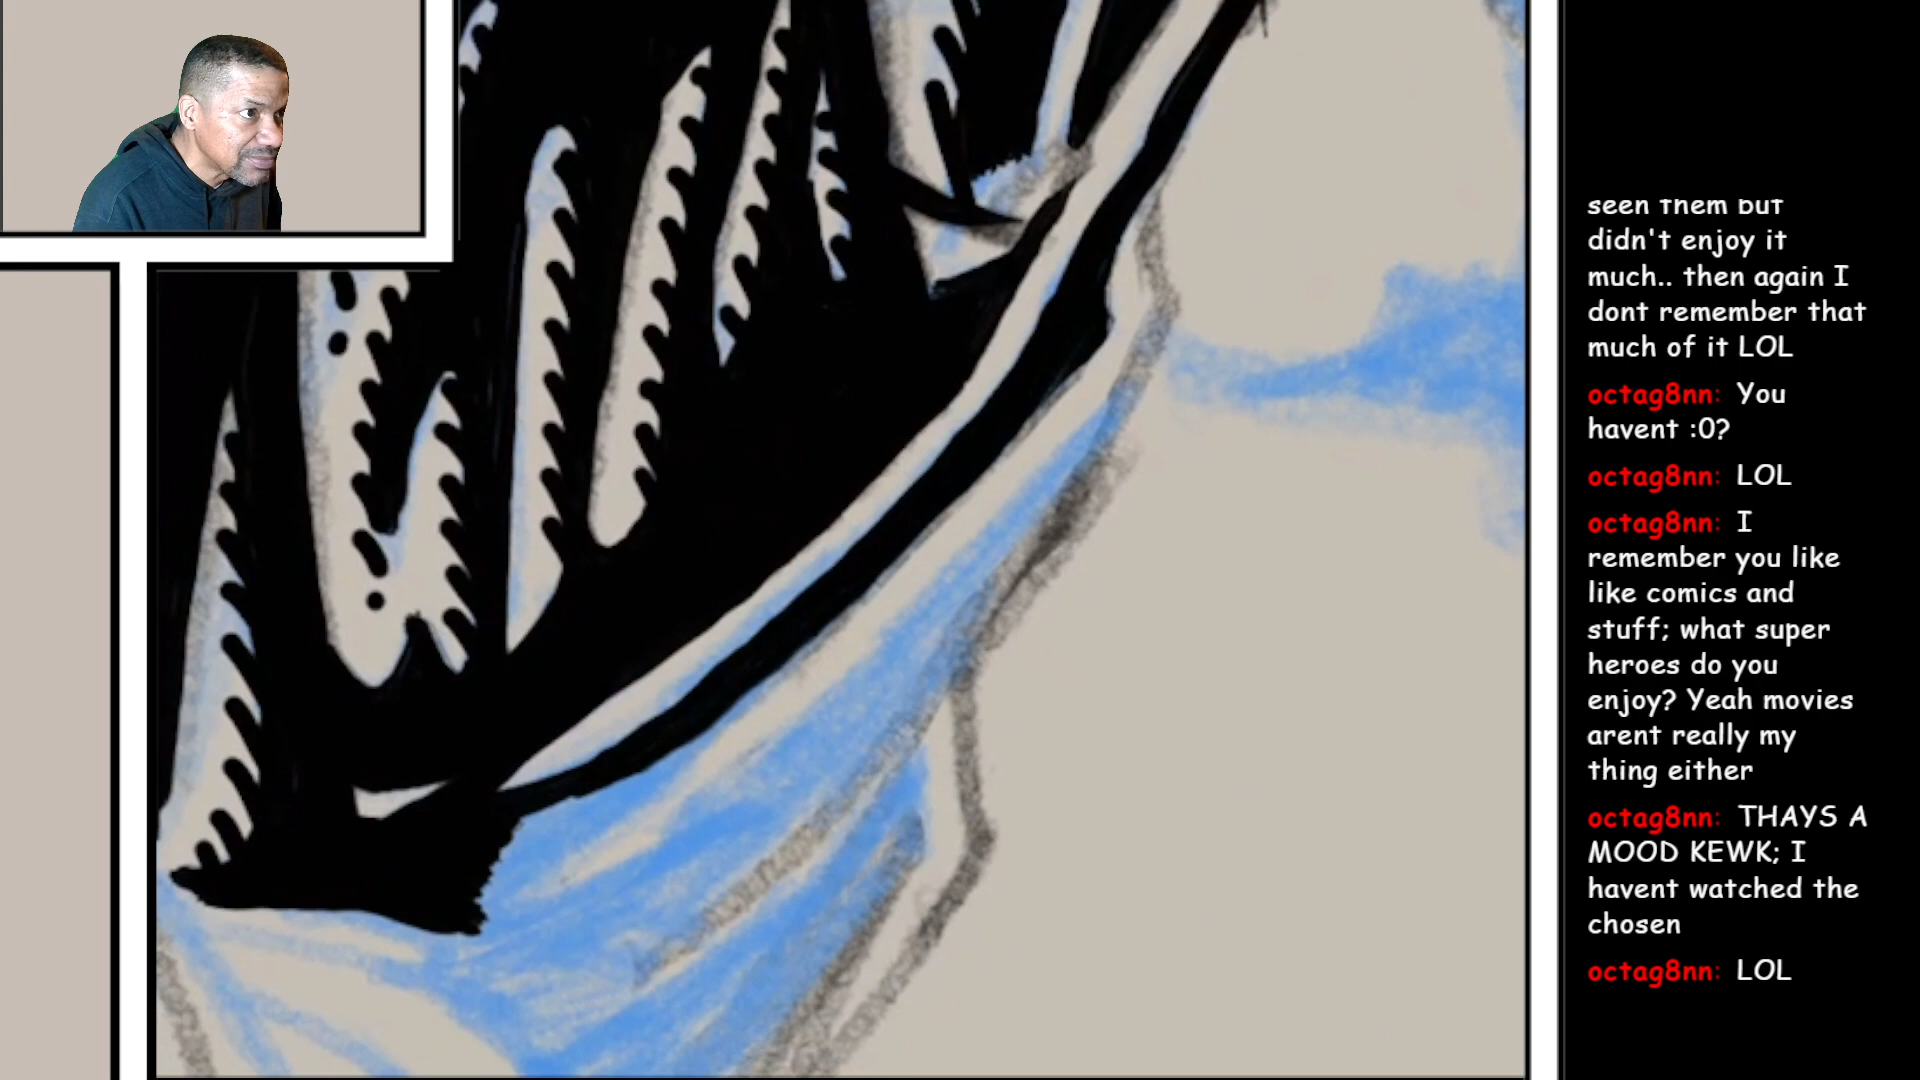 seen them but
didn't enjoy it
much.. then again I
dont remember that
much of it LOL
octag8nn: You
havent :0?
octag8nn: LOL
octag8nn: I
remember you like
like comics and
stuff; what super
heroes do you
enjoy? Yeah movies
arent really my
thing either
octag8nn: THAYS A
MOOD KEWK; I
havent watched the
chosen
octag8nn: LOL